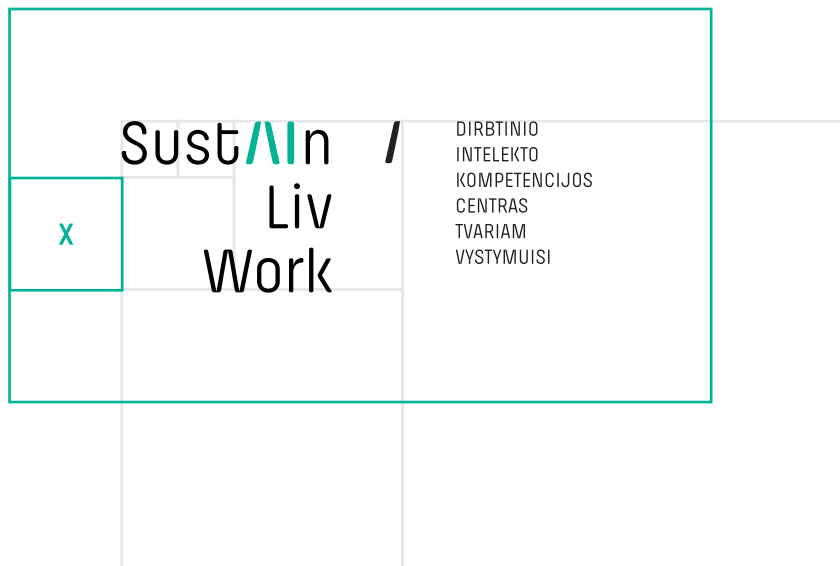 SustAIn
Liv
Work
/
DIRBTINIO
INTELEKTO
KOMPETENCIJOS
CENTRAS
TVARIAM
VYSTYMUISI
X